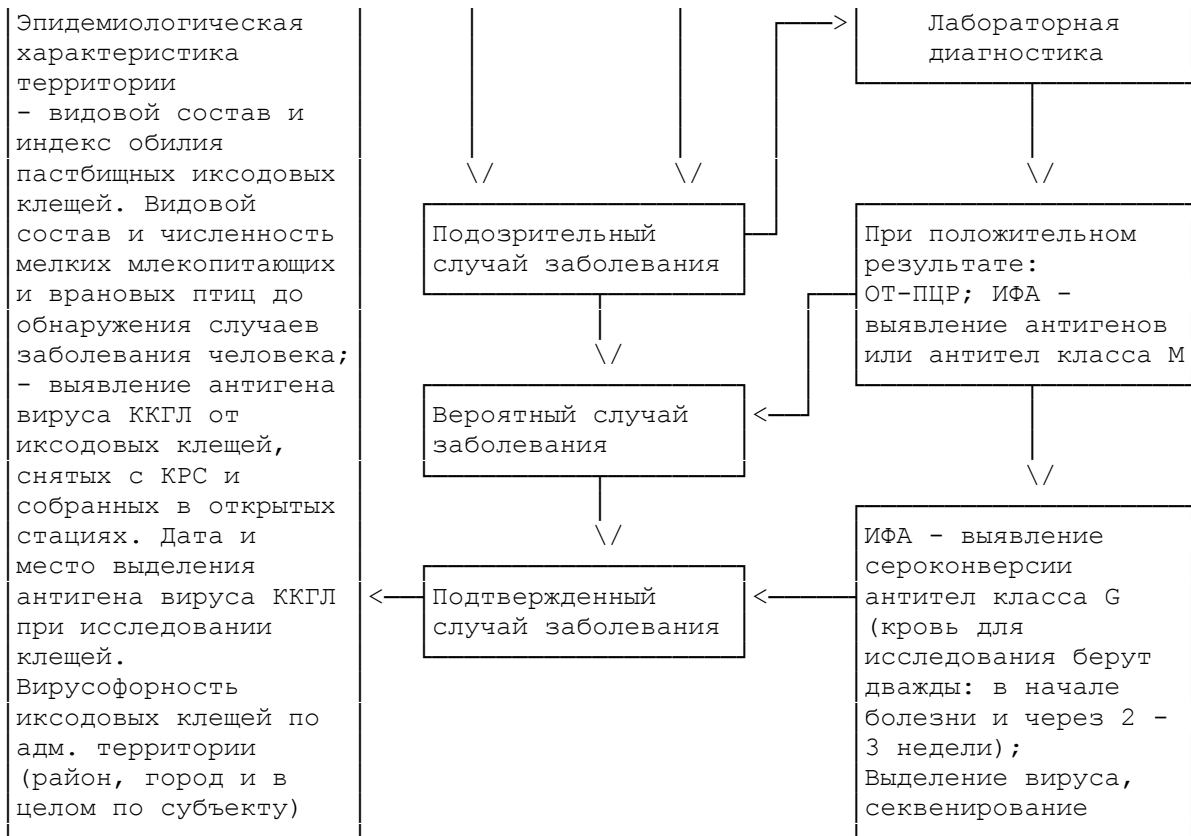 Эпидемиологическая
характеристика
территории
- видовой состав и
индекс обилия
пастбищных иксодовых
клещей. Видовой
состав и численность
мелких млекопитающих
и врановых птиц до
обнаружения случаев
заболевания человека;
- выявление антигена
вируса ККГЛ от
иксодовых клещей,
снятых с КРС и
собранных в открытых
стациях. Дата и
место выделения
антигена вируса ККГЛ
при исследовании
клещей.
Вирусофорность
иксодовых клещей по
адм. территории
(район, город и в
целом по субъекту)
Подозрительный
случай заболевания
Вероятный случай
заболевания
Подтвержденный
случай заболевания
Лабораторная
диагностика
При положительном
результате:
ОТ-ПЦР; ИФА -
выявление антигенов
или антител класса М
ИФА - выявление
сероконверсии
антител класса G
(кровь для
исследования берут
дважды: в начале
болезни и через 2 -
3 недели);
Выделение вируса,
секвенирование